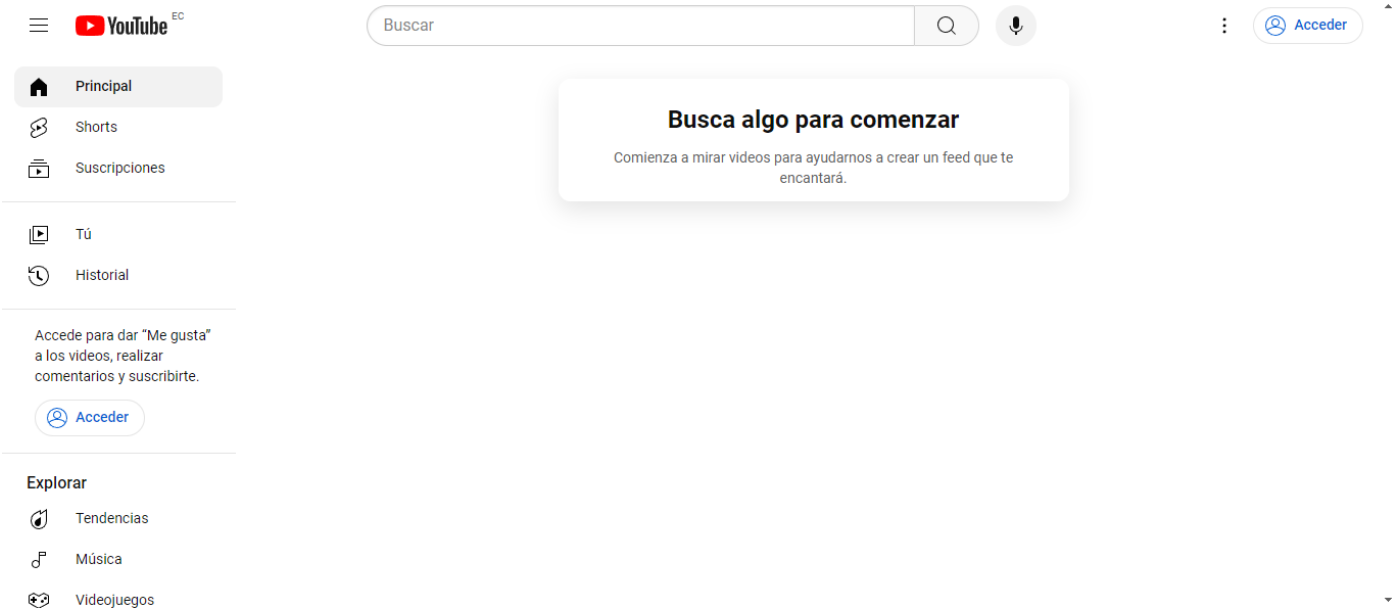 YouTube EC
Buscar
Acceder
Principal
Shorts
Suscripciones
Tú
Historial
Accede para dar “Me gusta”
a los videos, realizar
comentarios y suscribirte.
Acceder
Explorar
Tendencias
Música
Videojuegos
Busca algo para comenzar
Comienza a mirar videos para ayudarnos a crear un feed que te
encantará.